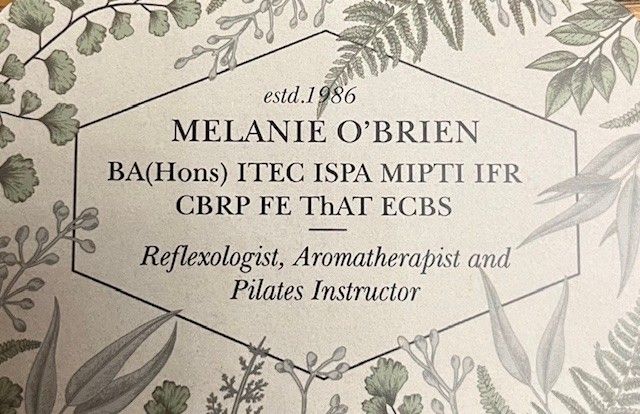 estd.1986
MELANIE O'BRIEN
BA(Hons) ITEC ISPA MIPTI IFR
CBRP FE ThAT ECBS
Reflexologist, Aromatherapist and
Pilates Instructor